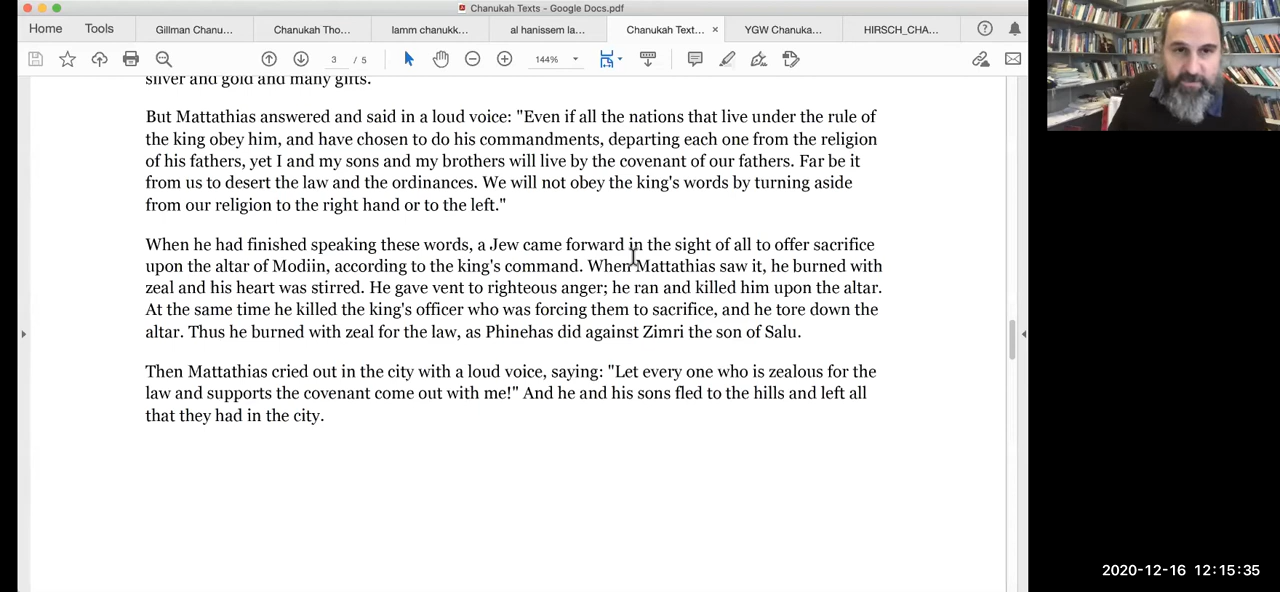 Chanukah Texts - Google Docs.pdf
Home Tools Gillman Chanu... Chanukah Tho... lamm chanukk... al hanissem la... Chanukah Text... × YGW Chanuka... HIRSCH_CHA...
3 / 5 144%
silver and gold and many gifts.
But Mattathias answered and said in a loud voice: "Even if all the nations that live under the rule of
the king obey him, and have chosen to do his commandments, departing each one from the religion
of his fathers, yet I and my sons and my brothers will live by the covenant of our fathers. Far be it
from us to desert the law and the ordinances. We will not obey the king's words by turning aside
from our religion to the right hand or to the left."
When he had finished speaking these words, a Jew came forward in the sight of all to offer sacrifice
upon the altar of Modiin, according to the king's command. When Mattathias saw it, he burned with
zeal and his heart was stirred. He gave vent to righteous anger; he ran and killed him upon the altar.
At the same time he killed the king's officer who was forcing them to sacrifice, and he tore down the
altar. Thus he burned with zeal for the law, as Phinehas did against Zimri the son of Salu.
Then Mattathias cried out in the city with a loud voice, saying: "Let every one who is zealous for the
law and supports the covenant come out with me!" And he and his sons fled to the hills and left all
that they had in the city.
2020-12-16 12:15:35